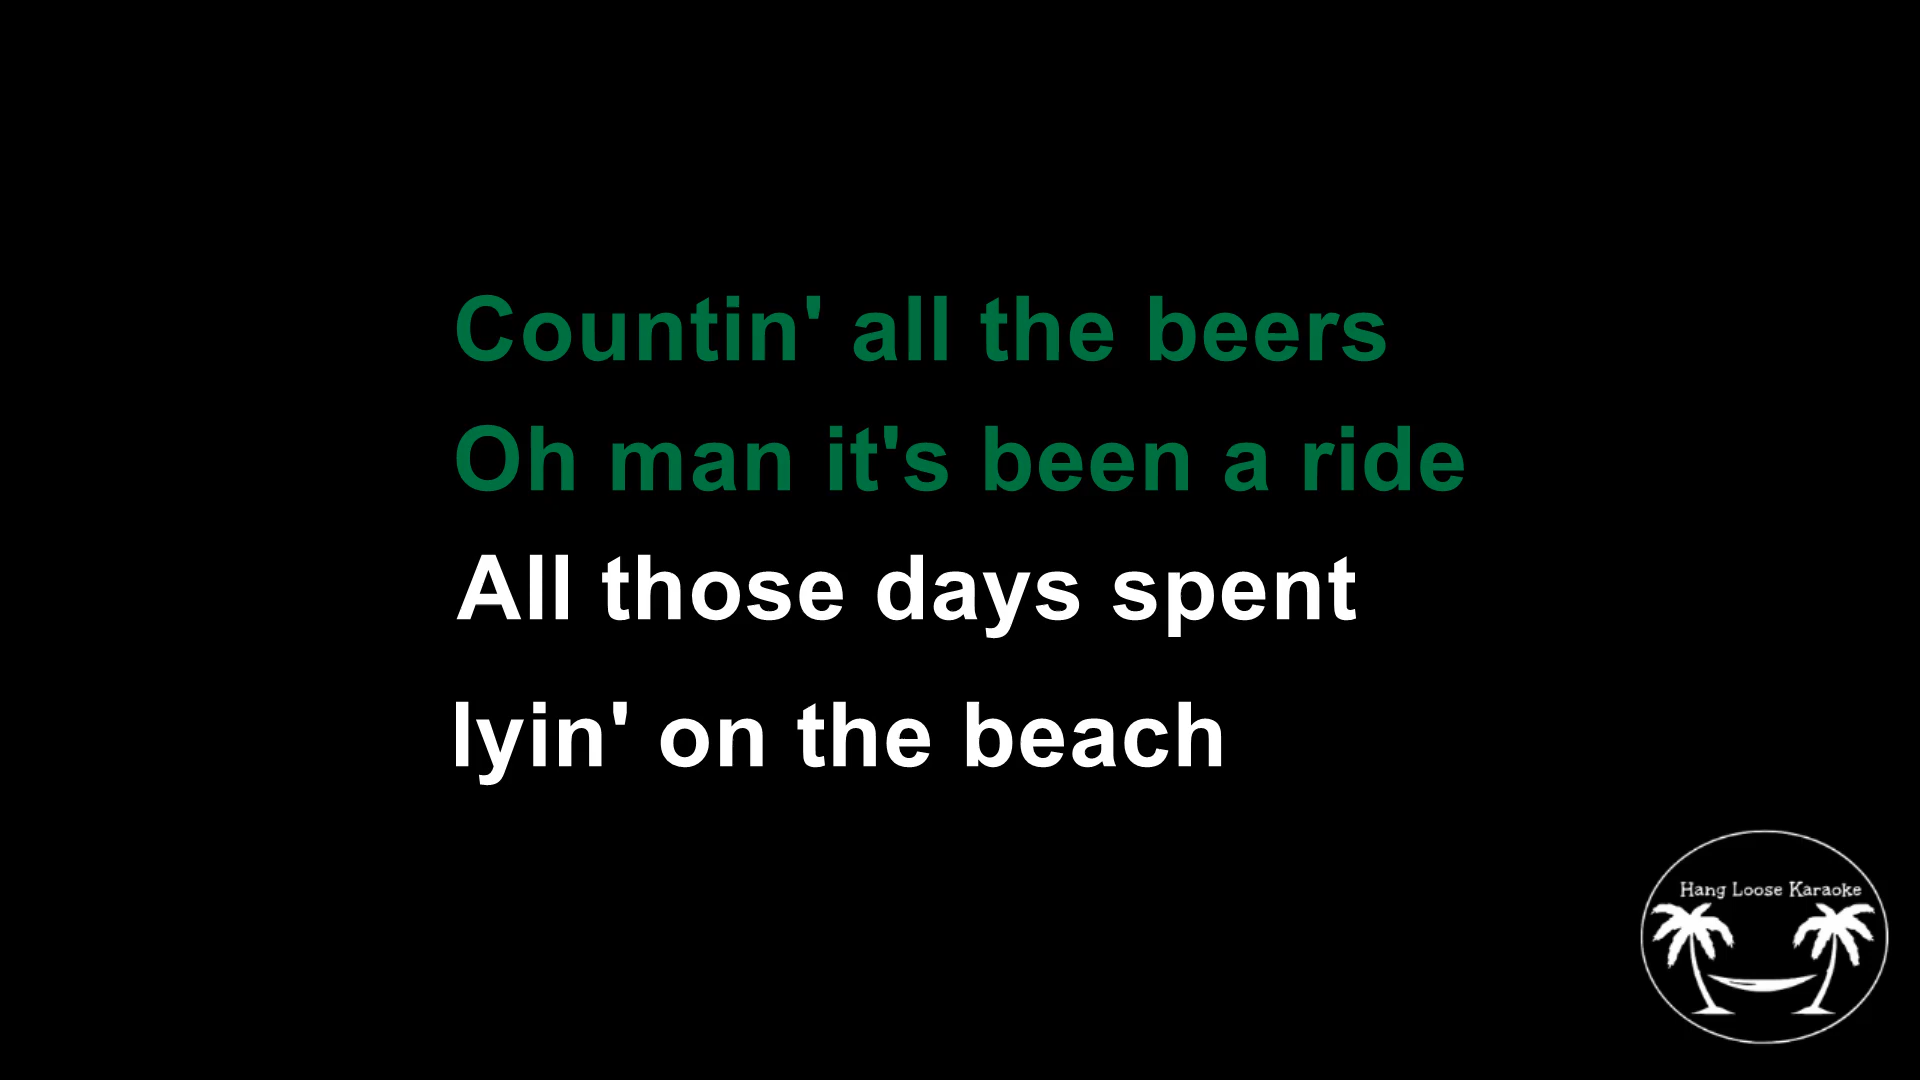 Countin' all the beers
Oh man it's been a ride
All those days spent
lyin' on the beach
Hang Loose Karaoke